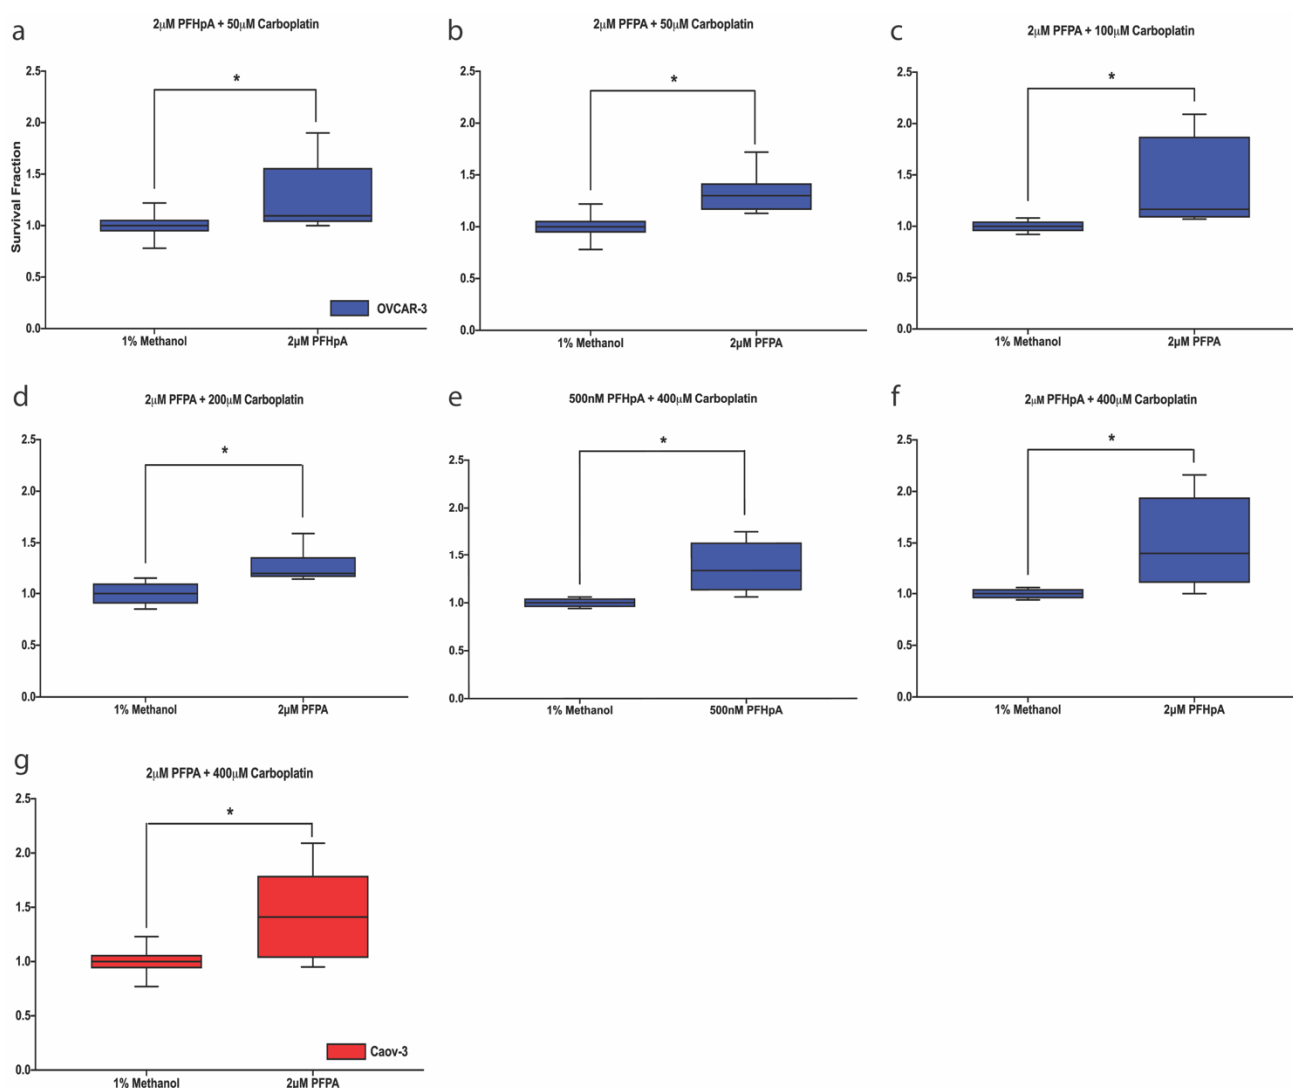 a
2μM PFHpA + 50μM Carboplatin
*
2.5
2.0
1.5
1.0
0.5
0.0
Survival Fraction
OVCAR-3
1% Methanol
2μM PFHpA
b
2μM PFPA + 50μM Carboplatin
*
2.5
2.0
1.5
1.0
0.5
0.0
1% Methanol
2μM PFPA
c
2μM PFPA + 100μM Carboplatin
*
2.5
2.0
1.5
1.0
0.5
0.0
1% Methanol
2μM PFPA
d
2μM PFPA + 200μM Carboplatin
*
2.5
2.0
1.5
1.0
0.5
0.0
1% Methanol
2μM PFPA
e
500nM PFHpA + 400μM Carboplatin
*
2.5
2.0
1.5
1.0
0.5
0.0
1% Methanol
500nM PFHpA
f
2μM PFHpA + 400μM Carboplatin
*
2.5
2.0
1.5
1.0
0.5
0.0
1% Methanol
2μM PFHpA
g
2μM PFPA + 400μM Carboplatin
*
2.5
2.0
1.5
1.0
0.5
0.0
Caov-3
1% Methanol
2μM PFPA